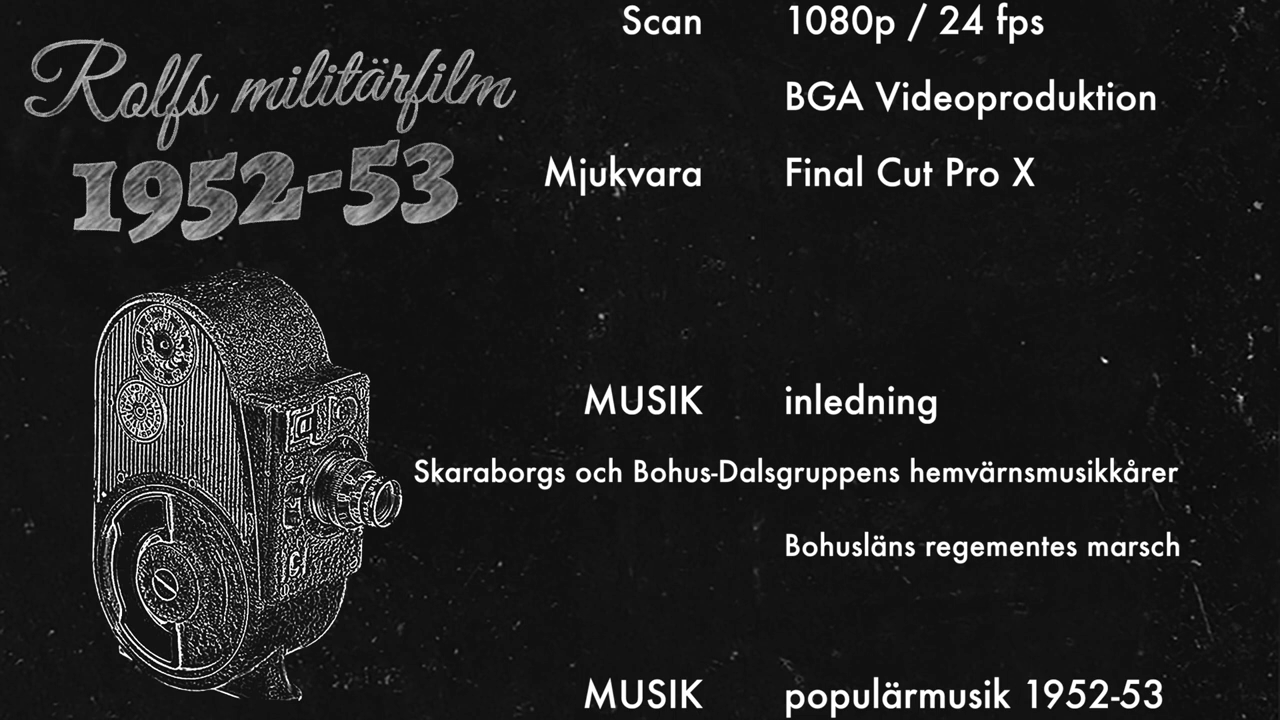 Rolfs militärfilm
1952-53
Scan 1080p / 24 fps
BGA Videoproduktion
Mjukvara Final Cut Pro X
MUSIK inledning
Skaraborgs och Bohus-Dalsgruppens hemvärnsmusikkårer
Bohusläns regementes marsch
MUSIK populärmusik 1952-53